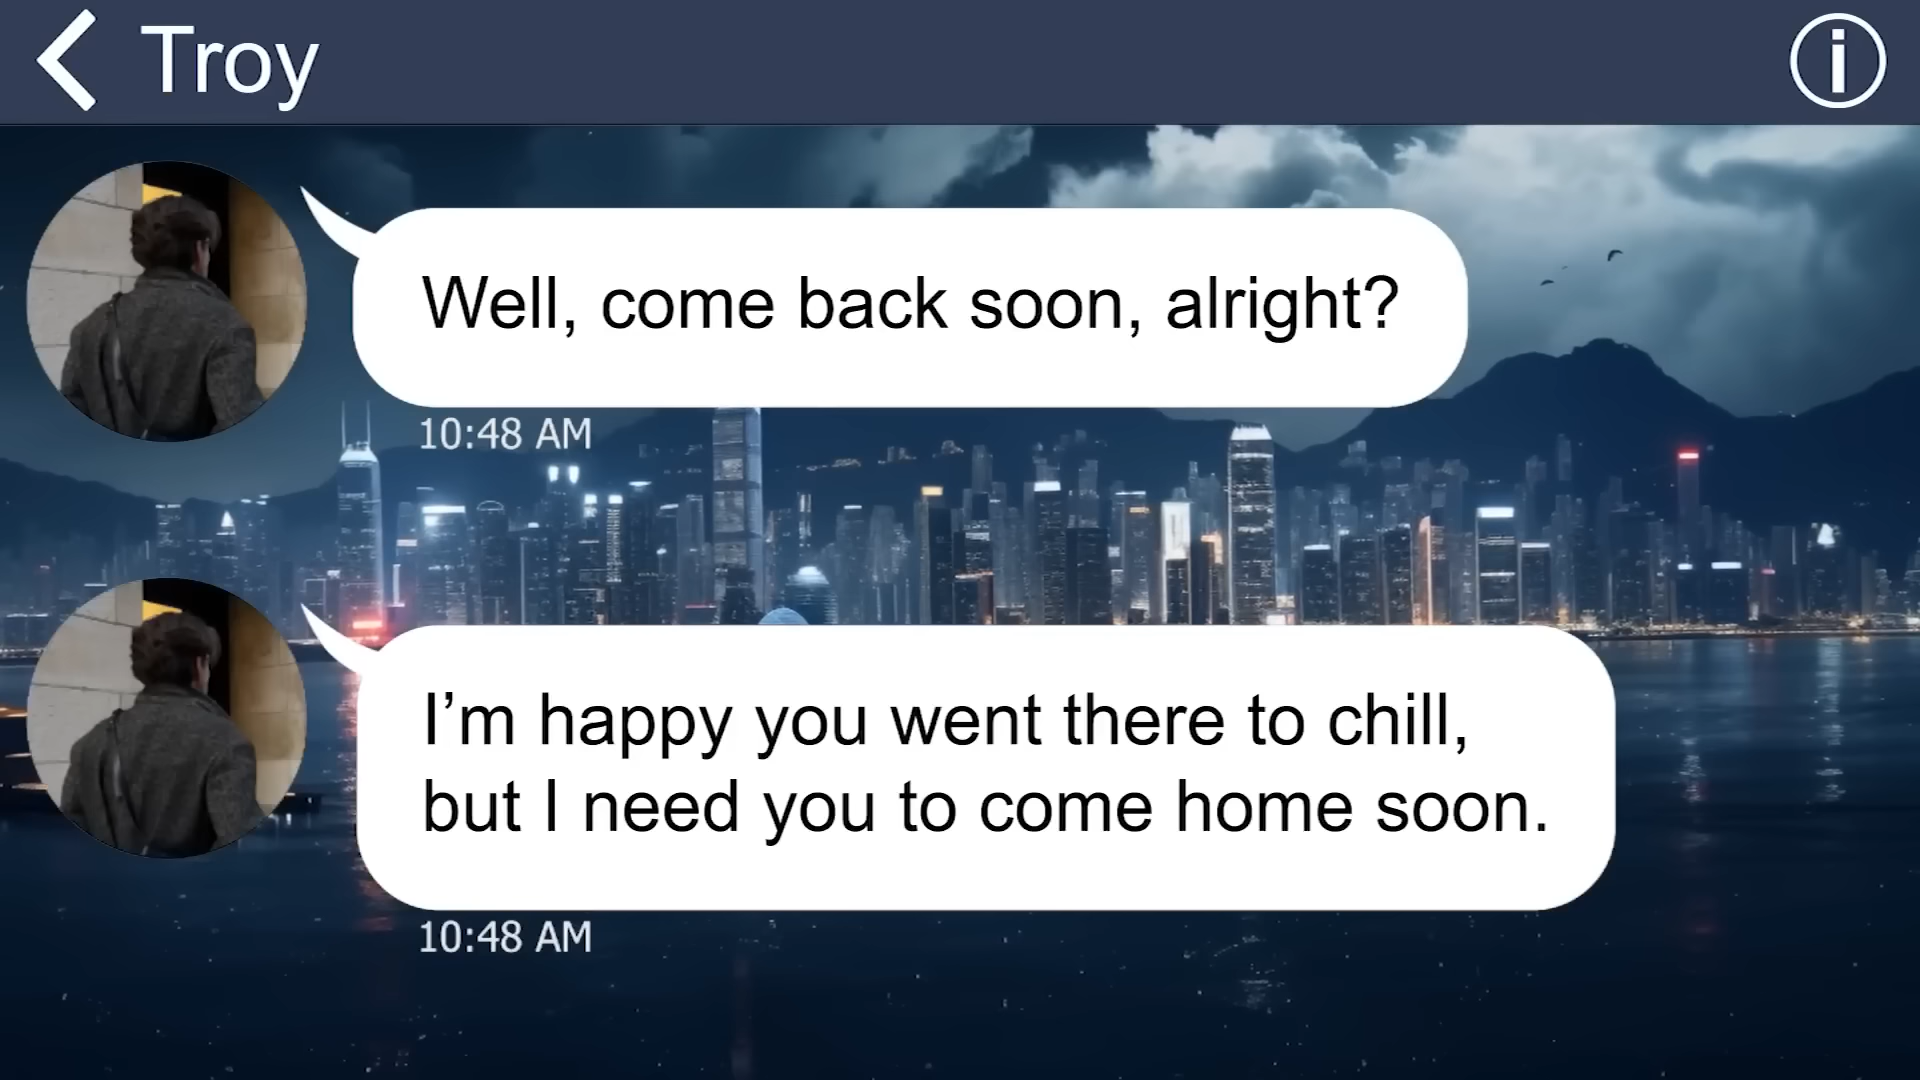 Troy
Well, come back soon, alright?
10:48 AM
I’m happy you went there to chill,
but I need you to come home soon.
10:48 AM